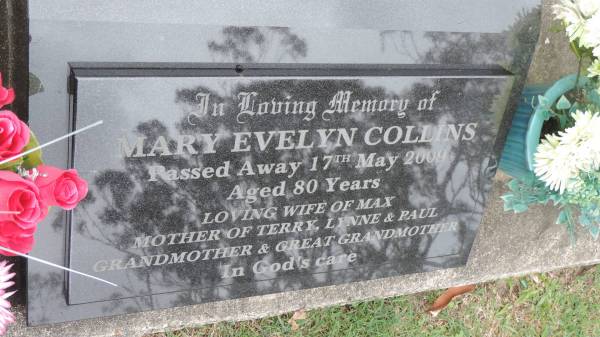 In Loving Memory of
MARY EVELYN COLLINS
Passed Away 17TH May 2009
Aged 80 Years
LOVING WIFE OF MAX
MOTHER OF TERRY, LYNNE & PAUL
GRANDMOTHER & GREAT GRANDMOTHER
In God's care